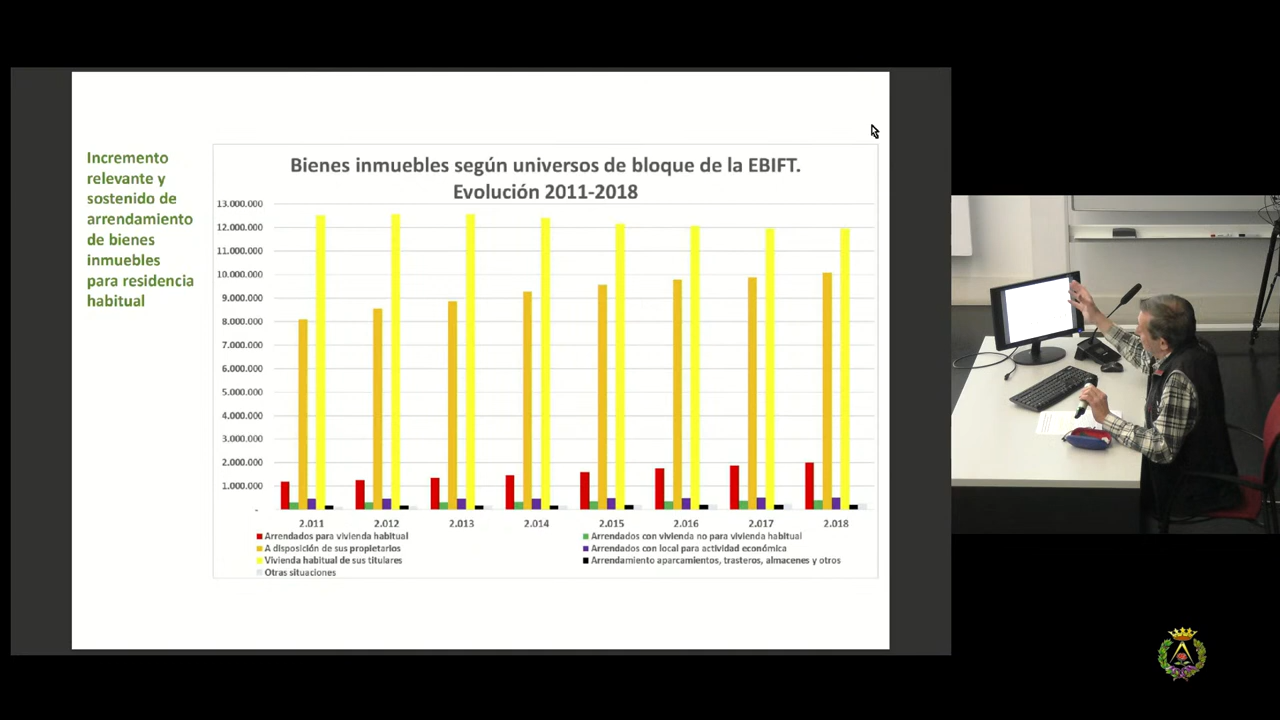 Incremento
relevante y
sostenido de
arrendamiento
de bienes
inmuebles
para residencia
habitual
Bienes inmuebles según universos de bloque de la EBIFT.
Evolución 2011-2018
13.000.000
12.000.000
11.000.000
10.000.000
9.000.000
8.000.000
7.000.000
6.000.000
5.000.000
4.000.000
3.000.000
2.000.000
1.000.000
-
2.011 2.012 2.013 2.014 2.015 2.016 2.017 2.018
Arrendados para vivienda habitual
Arrendados con vivienda no para vivienda habitual
A disposición de sus propietarios
Arrendados con local para actividad económica
Vivienda habitual de sus titulares
Arrendamiento aparcamientos, trasteros, almacenes y otros
Otras situaciones